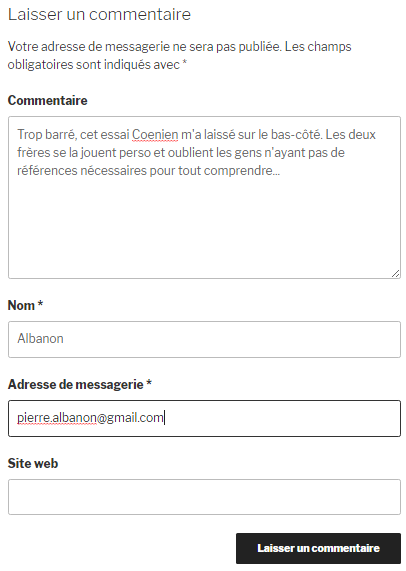 Laisser un commentaire
Votre adresse de messagerie ne sera pas publiée. Les champs
obligatoires sont indiqués avec *
Commentaire
Trop barré, cet essai Coenien m'a laissé sur le bas-côté. Les deux
frères se la jouent perso et oublient les gens n'ayant pas de
références nécessaires pour tout comprendre...
Nom *
Albanon
Adresse de messagerie *
pierre.albanon@gmail.com
Site web
Laisser un commentaire